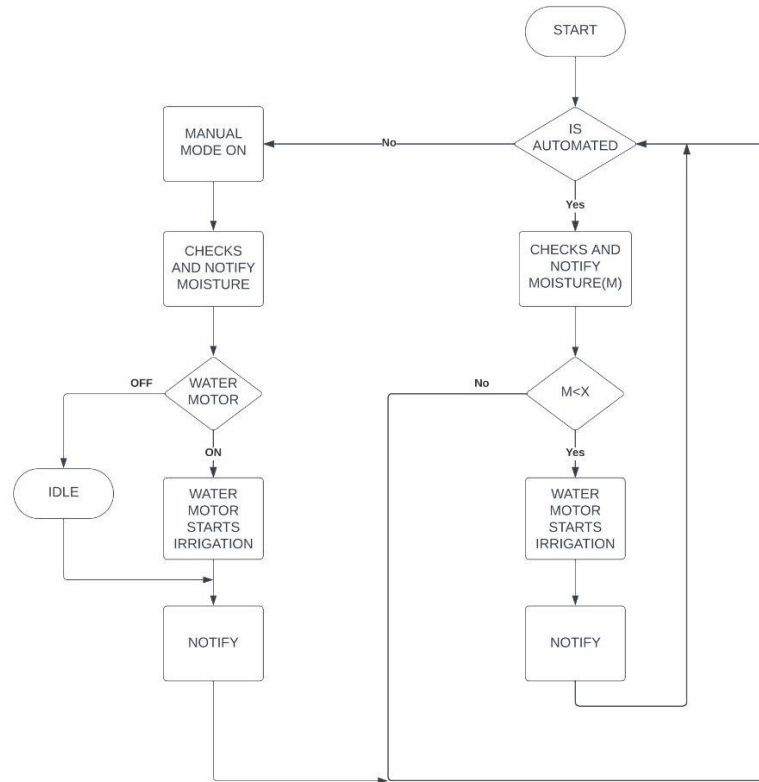 START
IS
AUTOMATED
No
MANUAL
MODE ON
Yes
CHECKS
AND NOTIFY
MOISTURE
CHECKS AND
NOTIFY
MOISTURE(M)
OFF
WATER
MOTOR
No
M<X
ON
Yes
IDLE
WATER
MOTOR
STARTS
IRRIGATION
WATER
MOTOR
STARTS
IRRIGATION
NOTIFY
NOTIFY